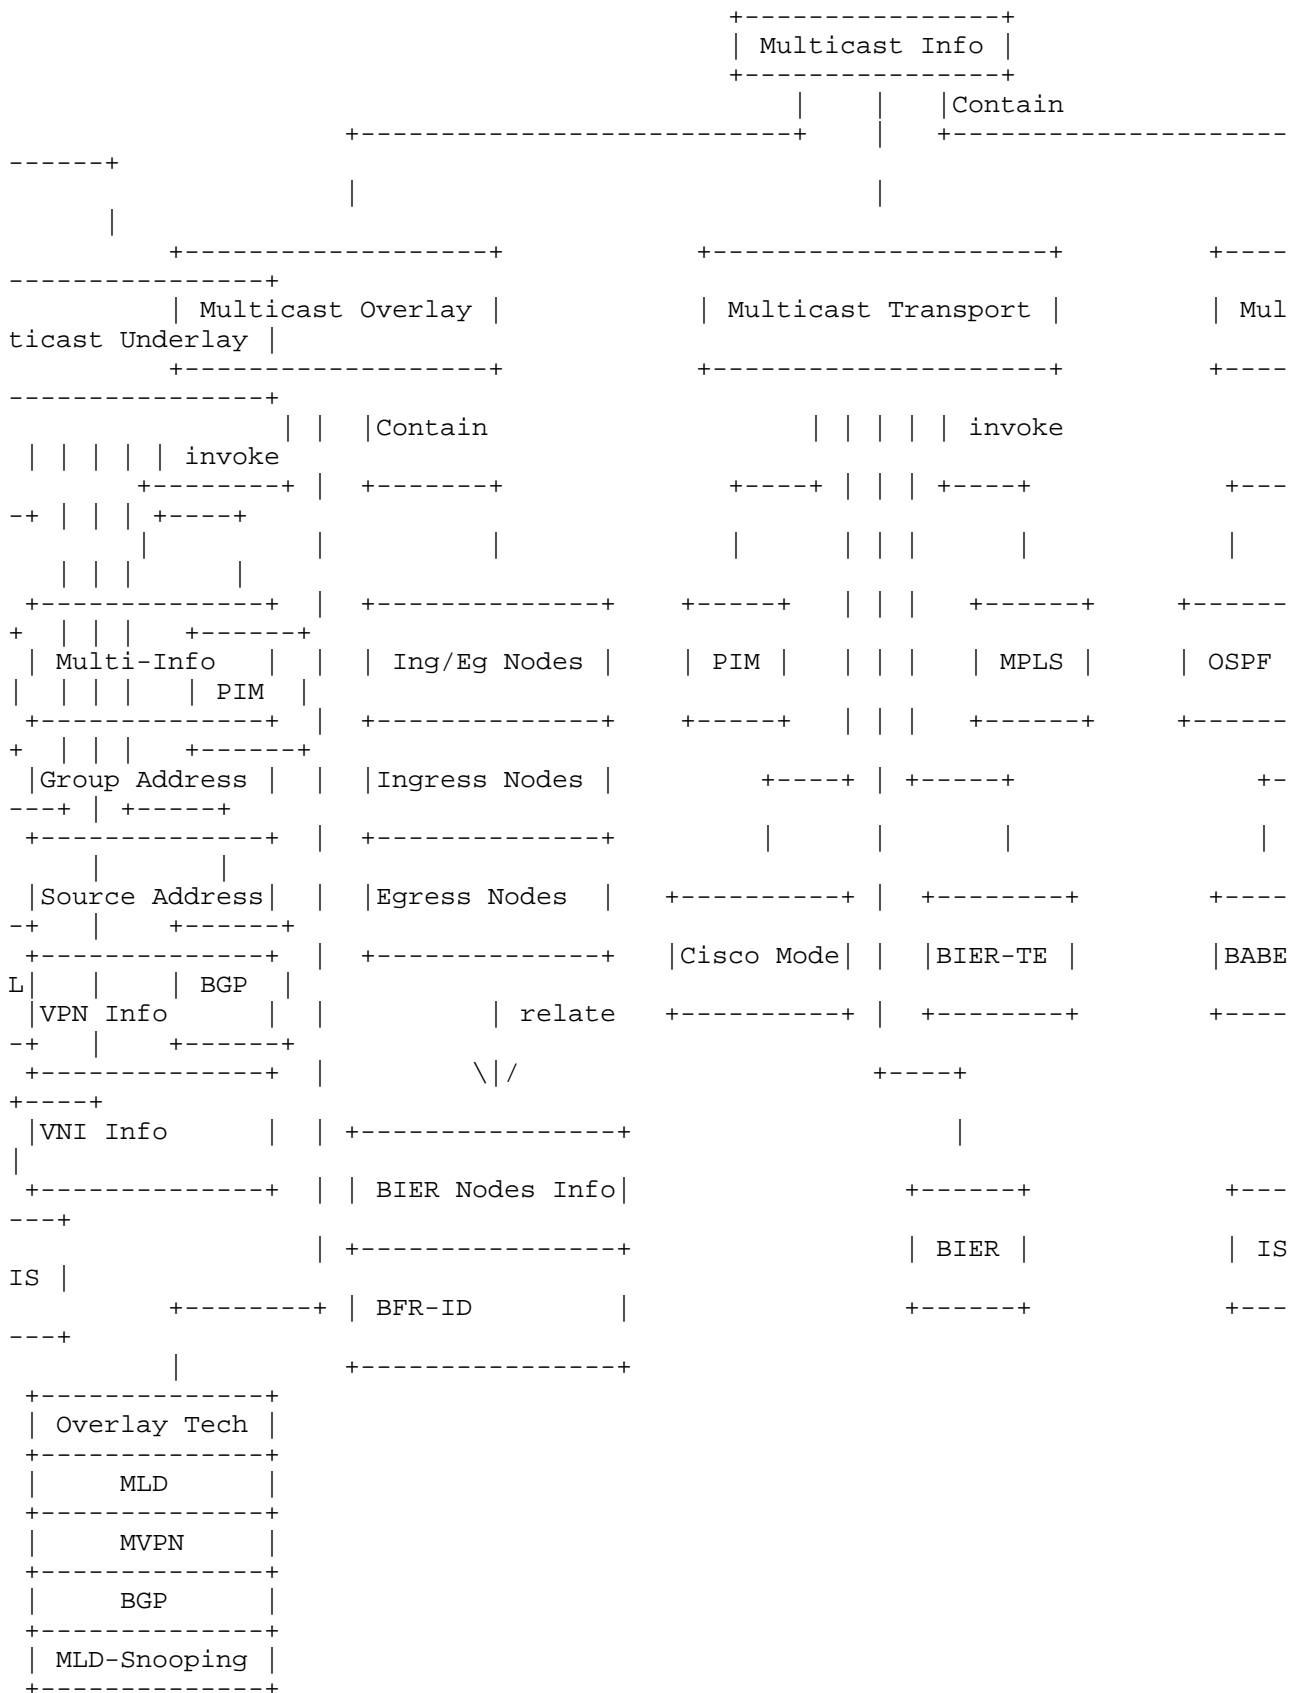 +----------------+
                                              | Multicast Info |
                                              +----------------+
                                                  |    |   |Contain
                      +---------------------------+    |   +---------------------
------+
                      |                                |
      |
           +-------------------+            +---------------------+         +----
----------------+
           | Multicast Overlay |            | Multicast Transport |         | Mul
ticast Underlay |
           +-------------------+            +---------------------+         +----
----------------+
                  | |  |Contain                    | | | | | invoke
 | | | | | invoke
         +--------+ |  +-------+              +----+ | | | +----+            +---
-+ | | | +----+
         |          |          |              |      | | |      |            |
   | | |      |
  +--------------+  |  +--------------+    +-----+   | | |   +------+     +------
+  | | |   +------+
  | Multi-Info   |  |  | Ing/Eg Nodes |    | PIM |   | | |   | MPLS |     | OSPF
|  | | |   | PIM  |
  +--------------+  |  +--------------+    +-----+   | | |   +------+     +------
+  | | |   +------+
  |Group Address |  |  |Ingress Nodes |         +----+ | +-----+               +-
---+ | +-----+
  +--------------+  |  +--------------+         |      |       |               |
     |       |
  |Source Address|  |  |Egress Nodes  |   +----------+ |  +--------+        +----
-+   |    +------+
  +--------------+  |  +--------------+   |Cisco Mode| |  |BIER-TE |        |BABE
L|   |    | BGP  |
  |VPN Info      |  |          | relate   +----------+ |  +--------+        +----
-+   |    +------+
  +--------------+  |         \|/                      +----+
+----+
  |VNI Info      |  | +----------------+                    |
|
  +--------------+  | | BIER Nodes Info|                 +------+            +---
---+
                    | +----------------+                 | BIER |            | IS
IS |
           +--------+ | BFR-ID         |                 +------+            +---
---+
           |          +----------------+
  +--------------+
  | Overlay Tech |
  +--------------+
  |     MLD      |
  +--------------+
  |     MVPN     |
  +--------------+
  |     BGP      |
  +--------------+
  | MLD-Snooping |
  +--------------+